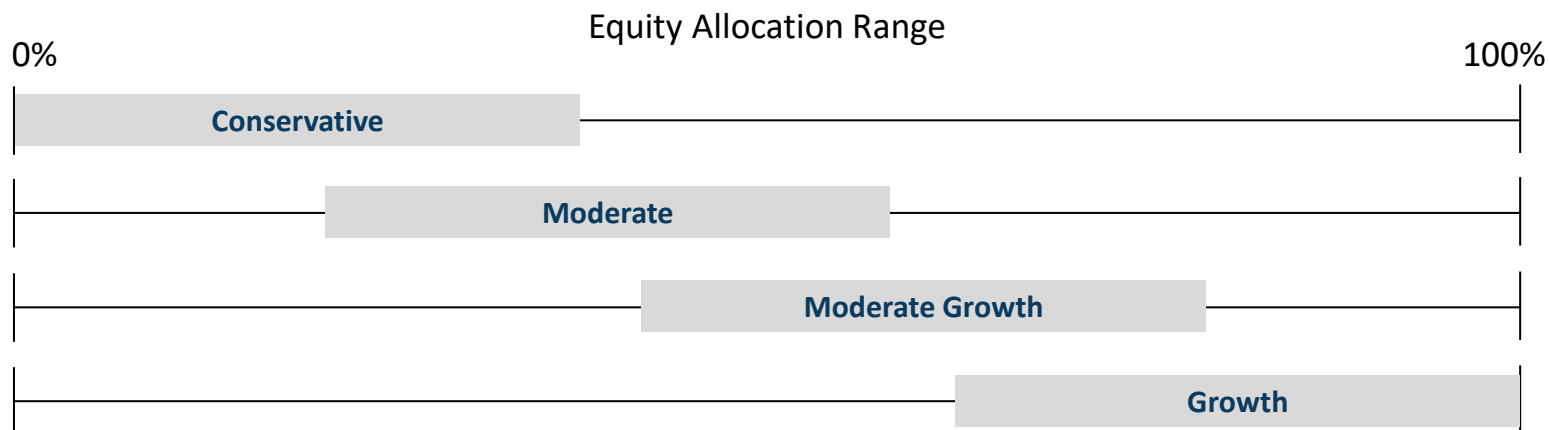 Equity Allocation Range
0%
100%
Conservative
Moderate
Moderate Growth
Growth